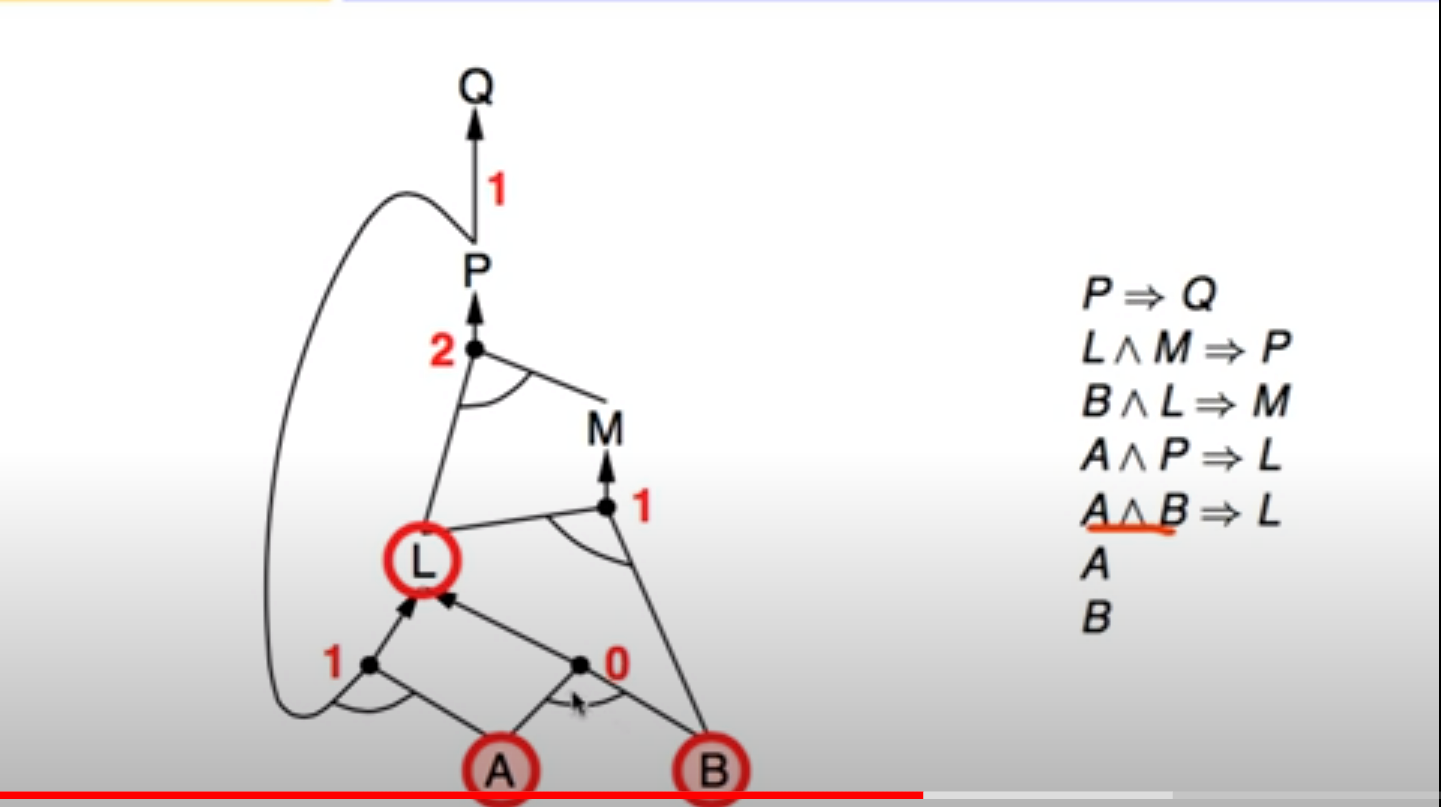 Q
1
P
2
M
1
L
1
0
A
B
P ⇒ Q
L ∧ M ⇒ P
B ∧ L ⇒ M
A ∧ P ⇒ L
A ∧ B ⇒ L
A
B